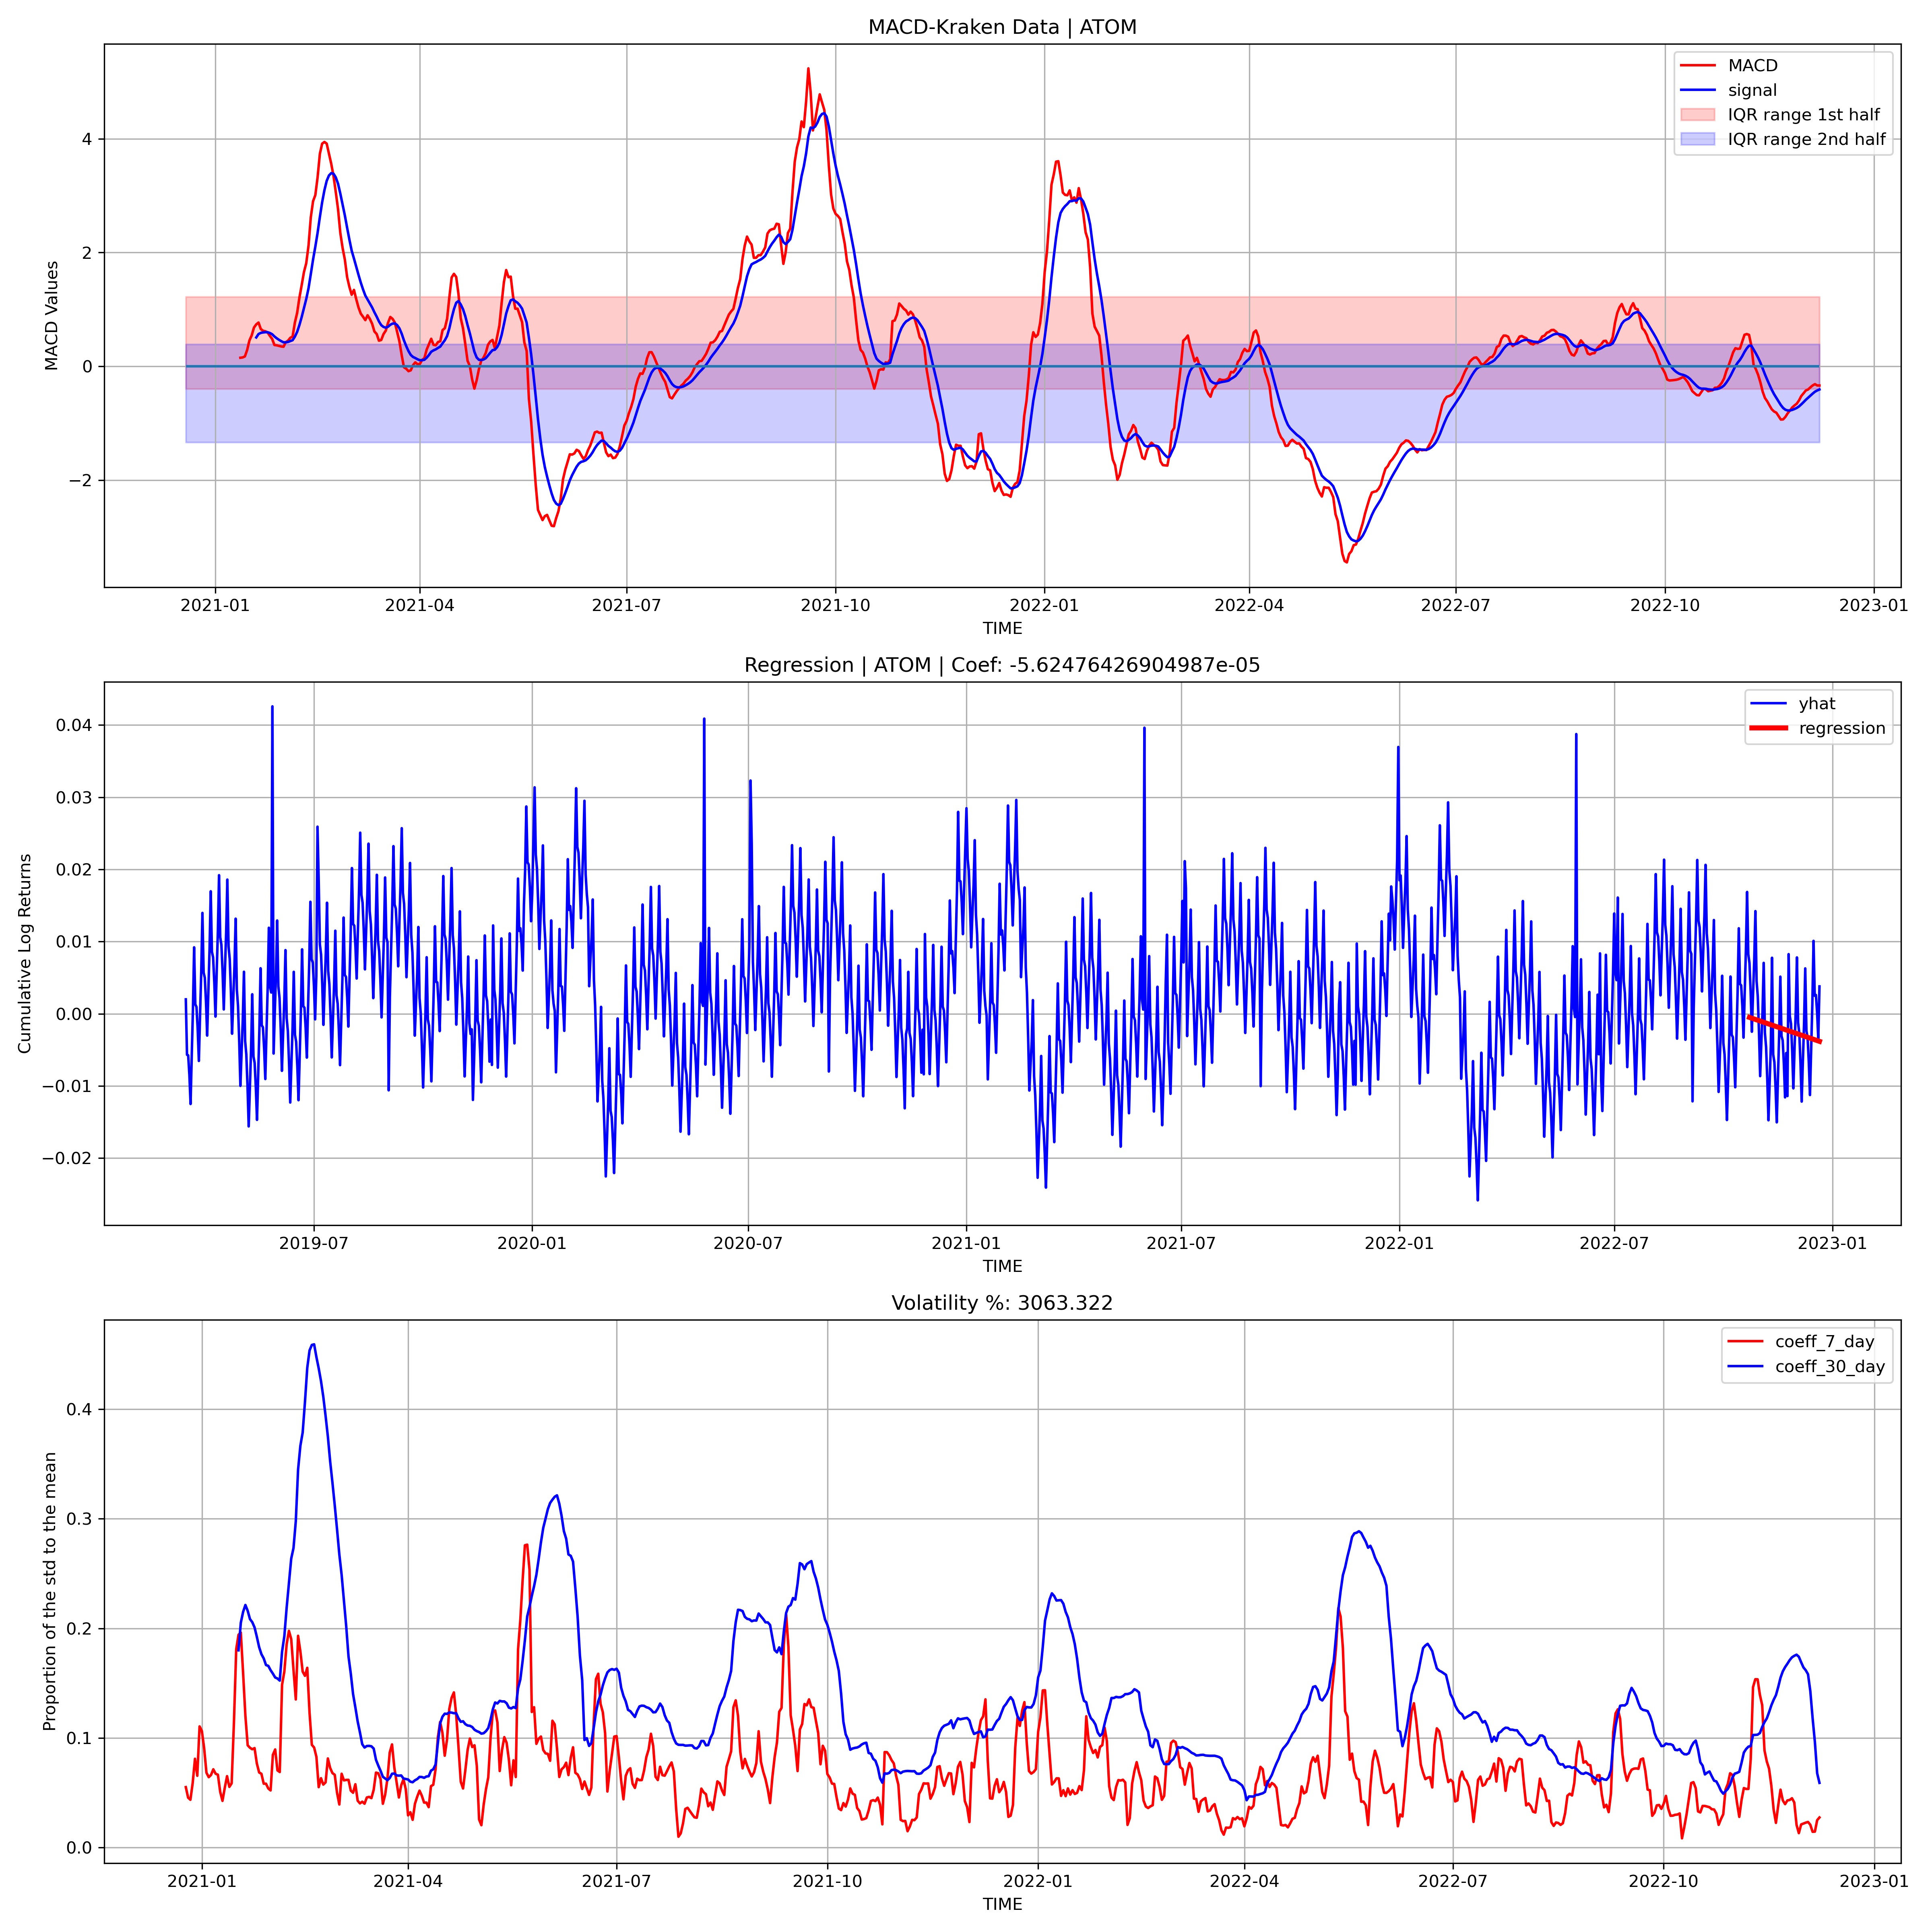 MACD-Kraken Data | ATOM
MACD
signal
IQR range 1st half
IQR range 2nd half
MACD Values
4
2
0
−2
2021-01 2021-04 2021-07 2021-10 2022-01 2022-04 2022-07 2022-10 2023-01
TIME
Regression | ATOM | Coef: -5.62476426904987e-05
yhat
regression
Cumulative Log Returns
0.04
0.03
0.02
0.01
0.00
−0.01
−0.02
2019-07 2020-01 2020-07 2021-01 2021-07 2022-01 2022-07 2023-01
TIME
Volatility %: 3063.322
coeff_7_day
coeff_30_day
Proportion of the std to the mean
0.4
0.3
0.2
0.1
0.0
2021-01 2021-04 2021-07 2021-10 2022-01 2022-04 2022-07 2022-10 2023-01
TIME